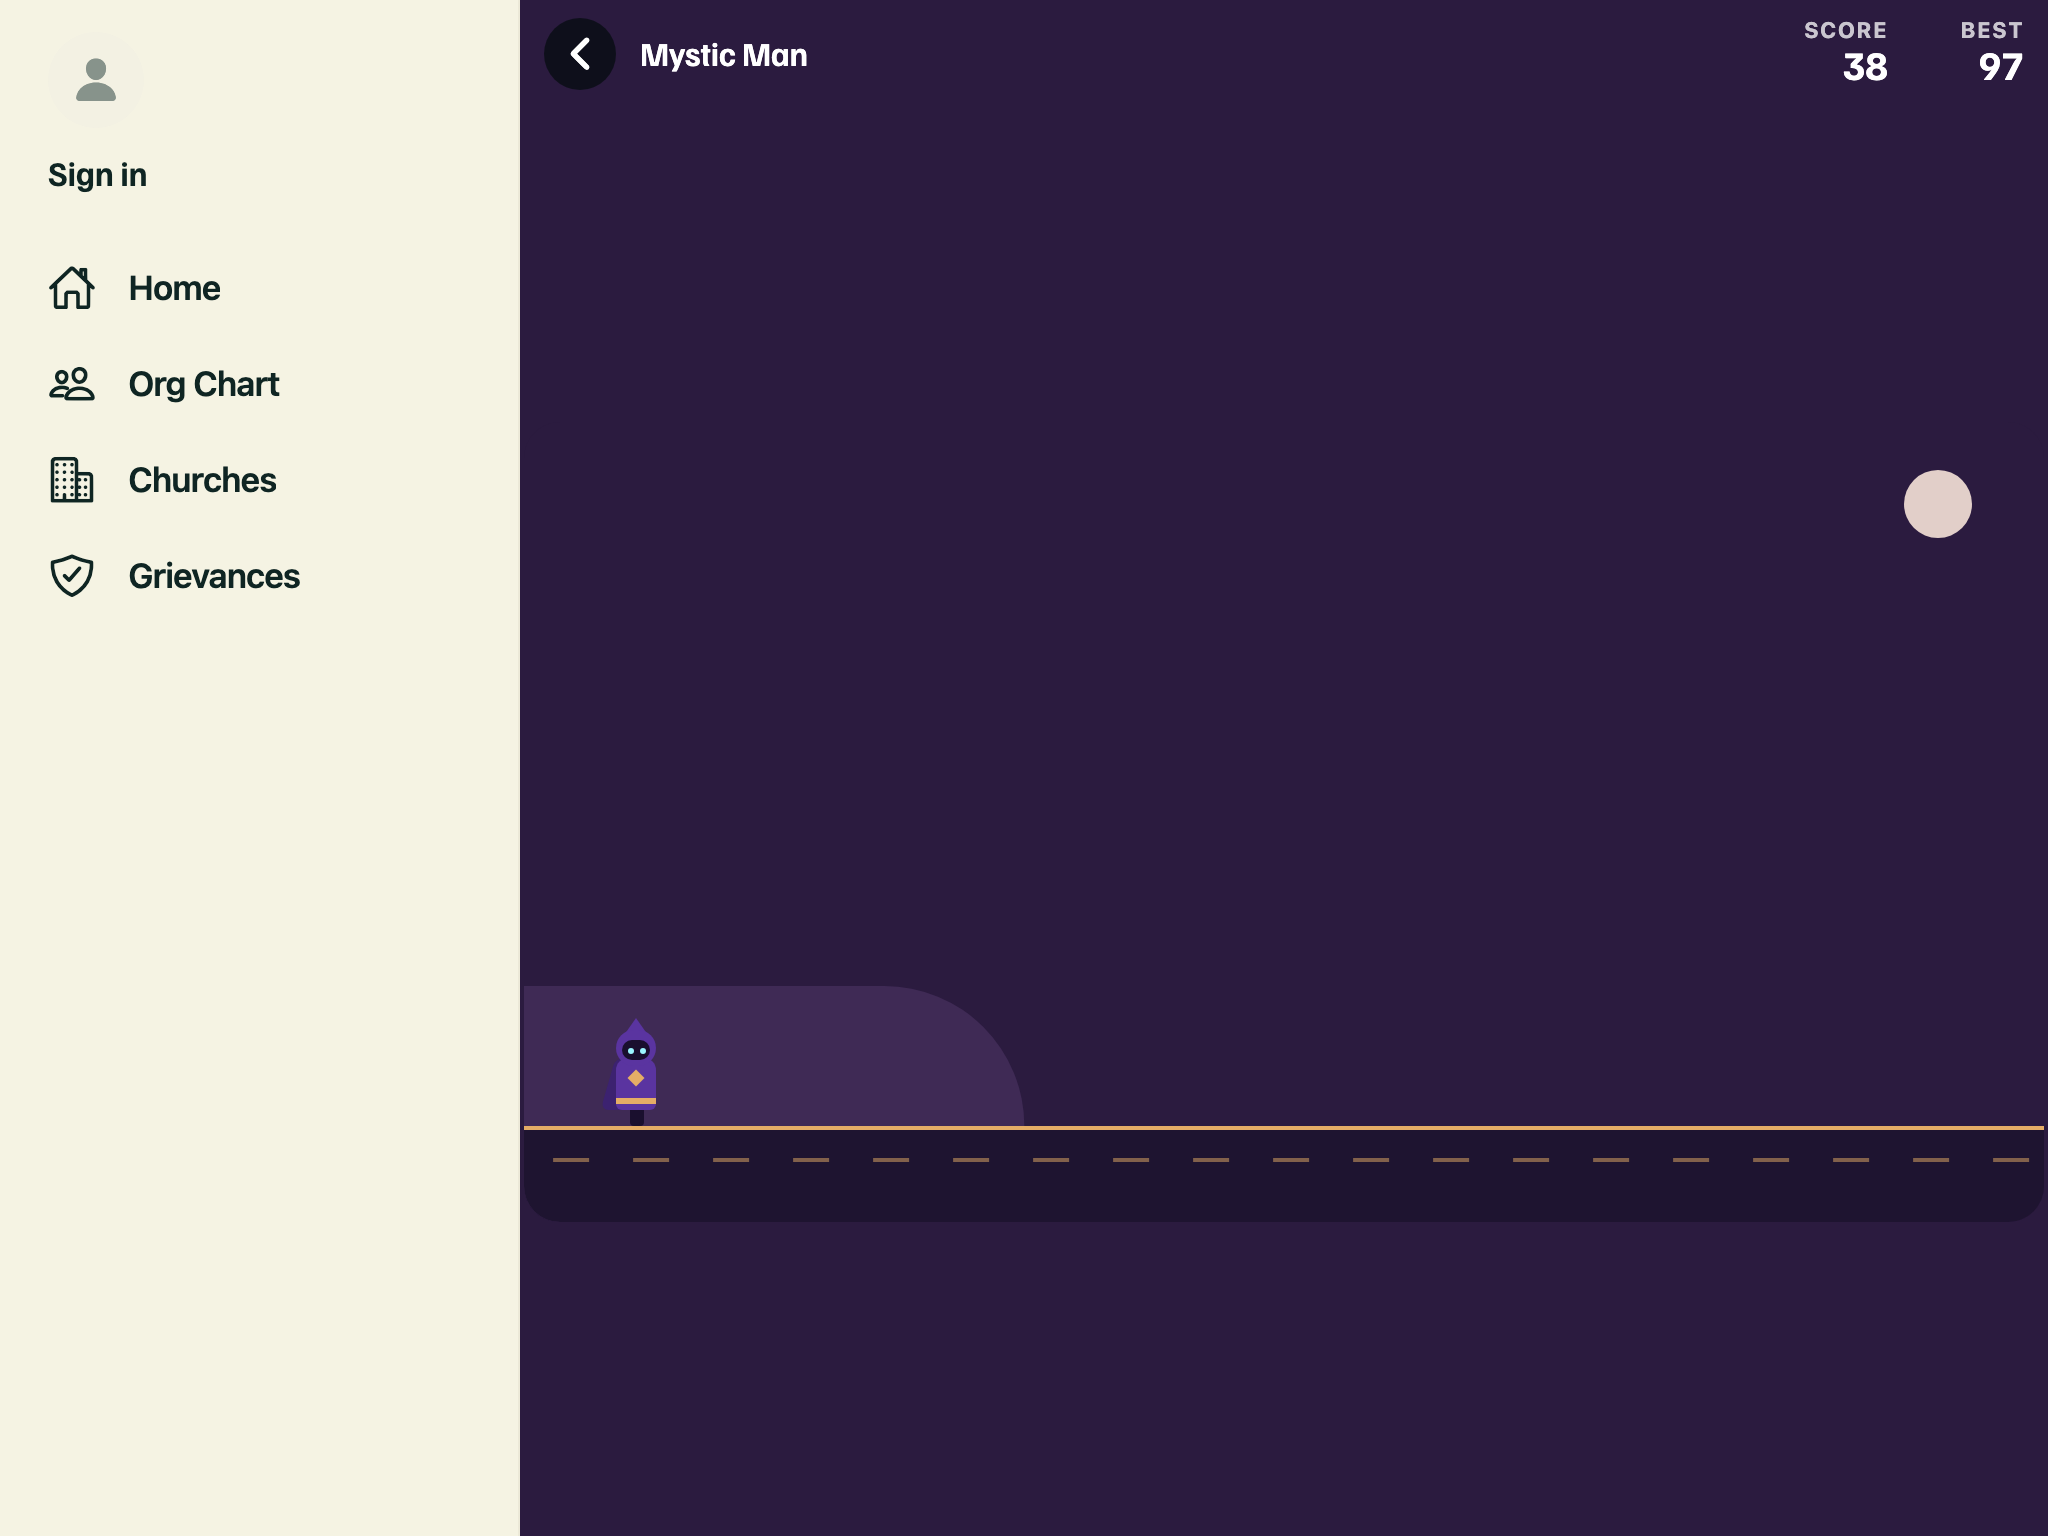 Sign in
Home
Org Chart
Churches
Grievances
Mystic Man
SCORE
38
BEST
97